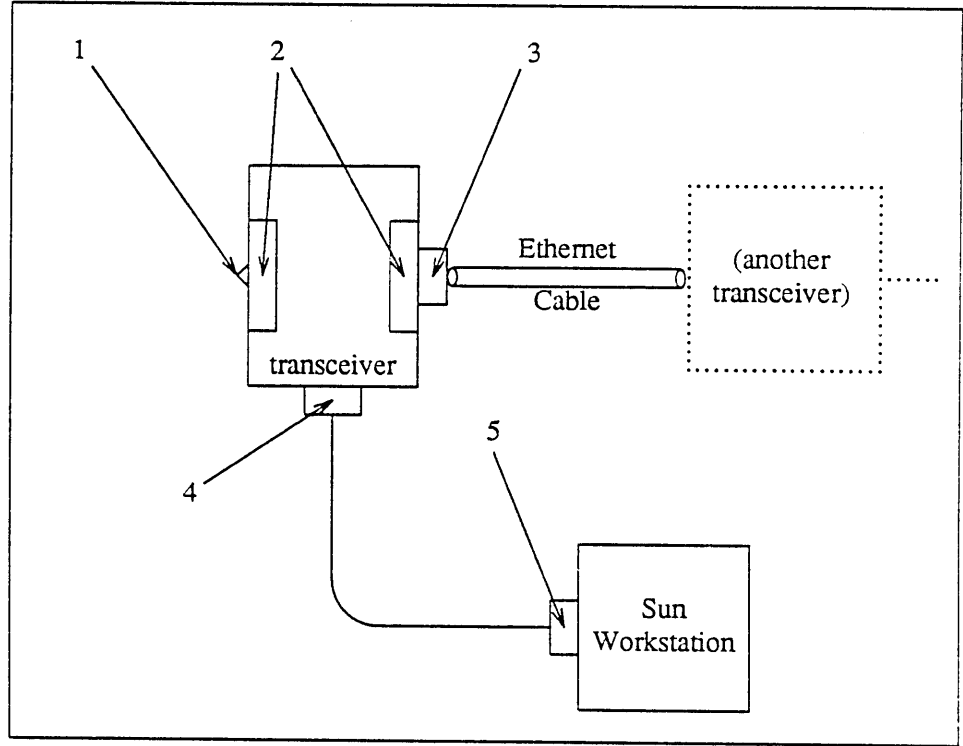 1
2
3
Ethernet
Cable
(another
transceiver)
transceiver
4
5
Sun
Workstation